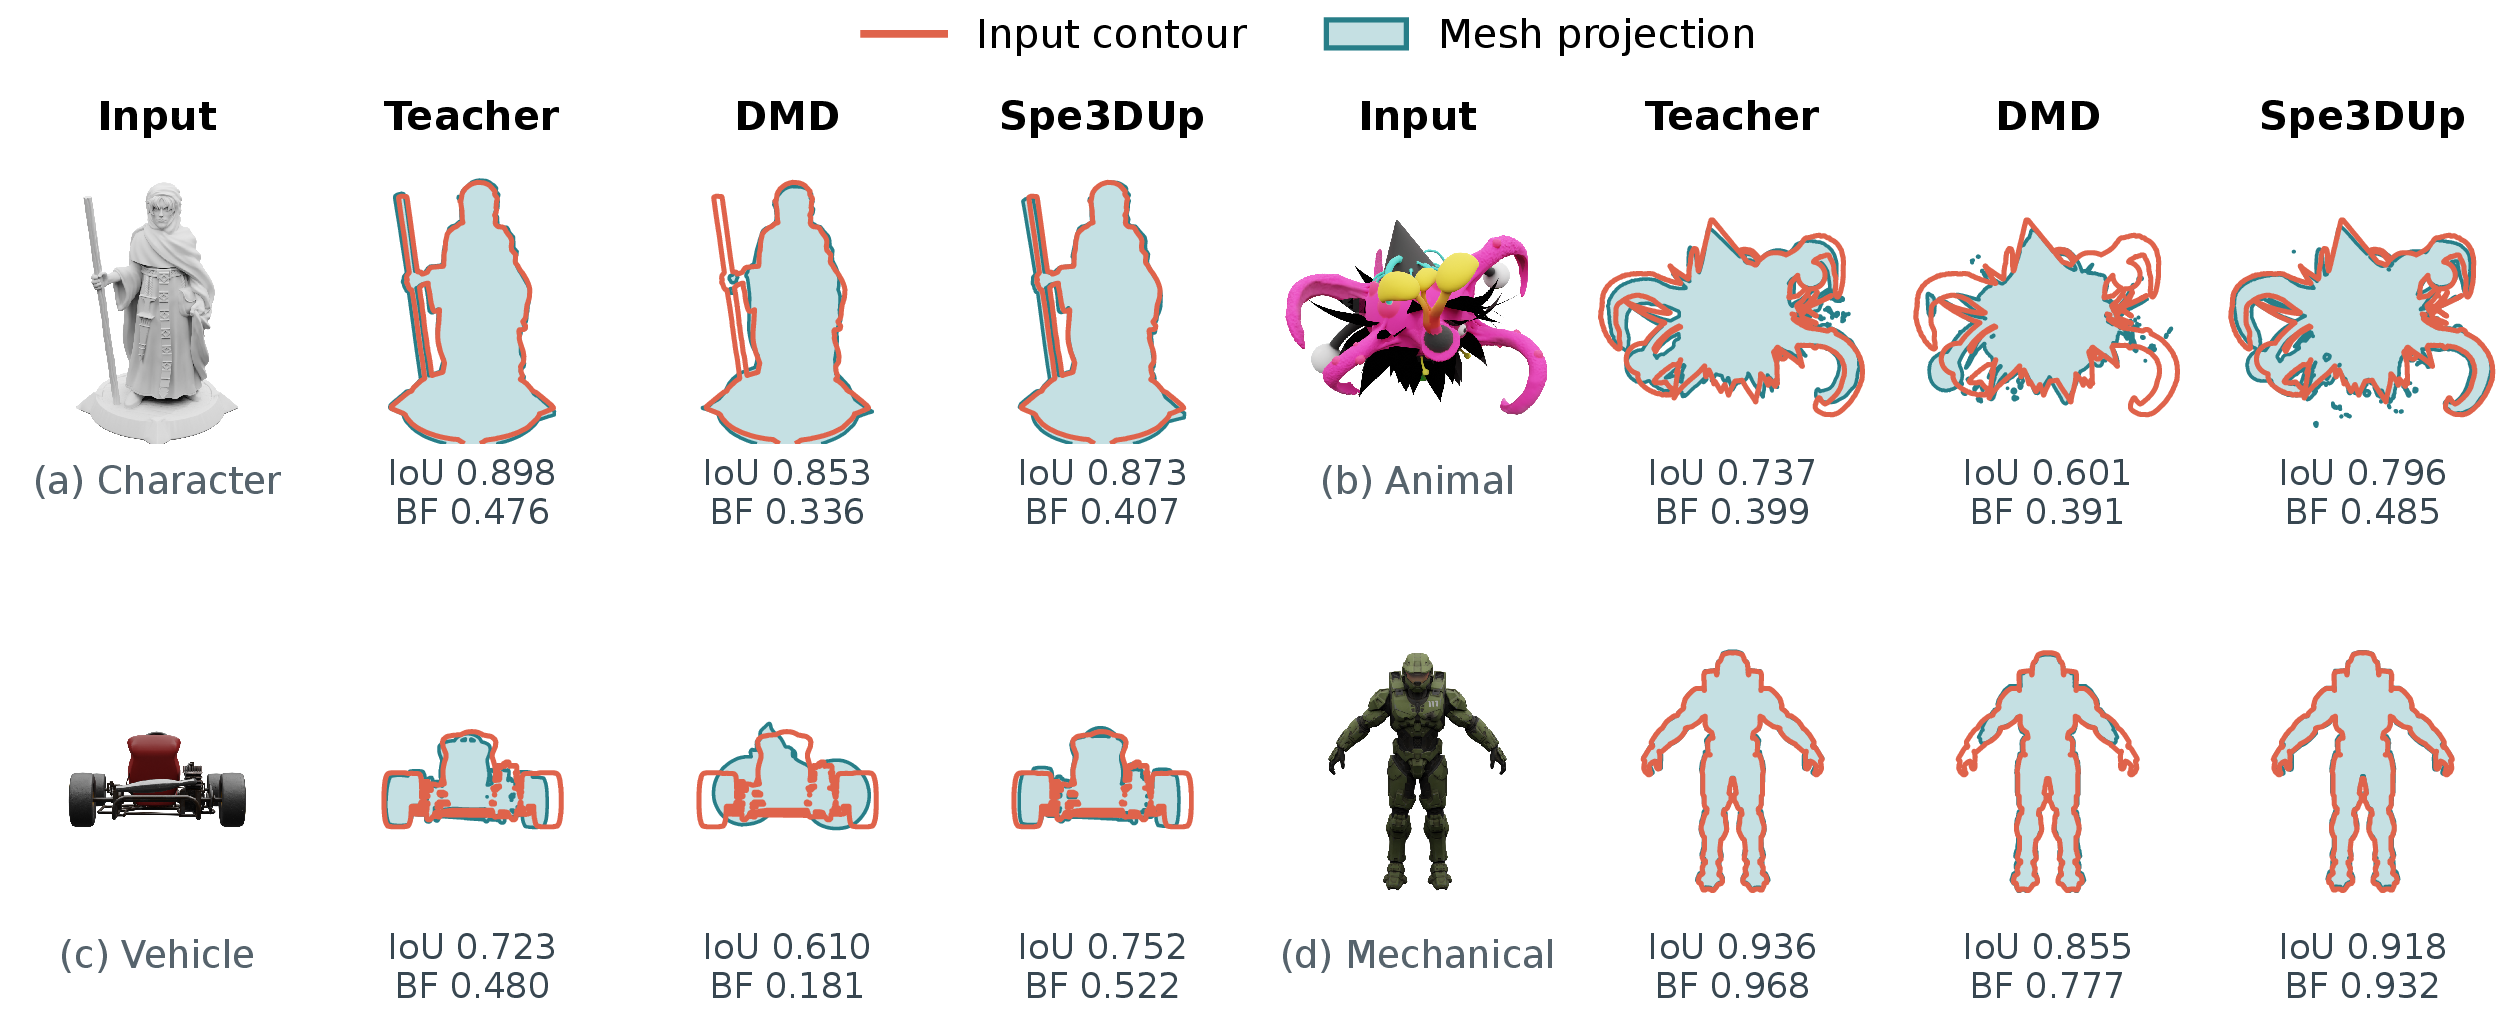 Input contour
Mesh projection
Input
Teacher
DMD
Spe3DUp
Input
Teacher
DMD
Spe3DUp
(a) Character
IoU 0.898
BF 0.476
IoU 0.853
BF 0.336
IoU 0.873
BF 0.407
(b) Animal
IoU 0.737
BF 0.399
IoU 0.601
BF 0.391
IoU 0.796
BF 0.485
(c) Vehicle
IoU 0.723
BF 0.480
IoU 0.610
BF 0.181
IoU 0.752
BF 0.522
(d) Mechanical
IoU 0.936
BF 0.968
IoU 0.855
BF 0.777
IoU 0.918
BF 0.932